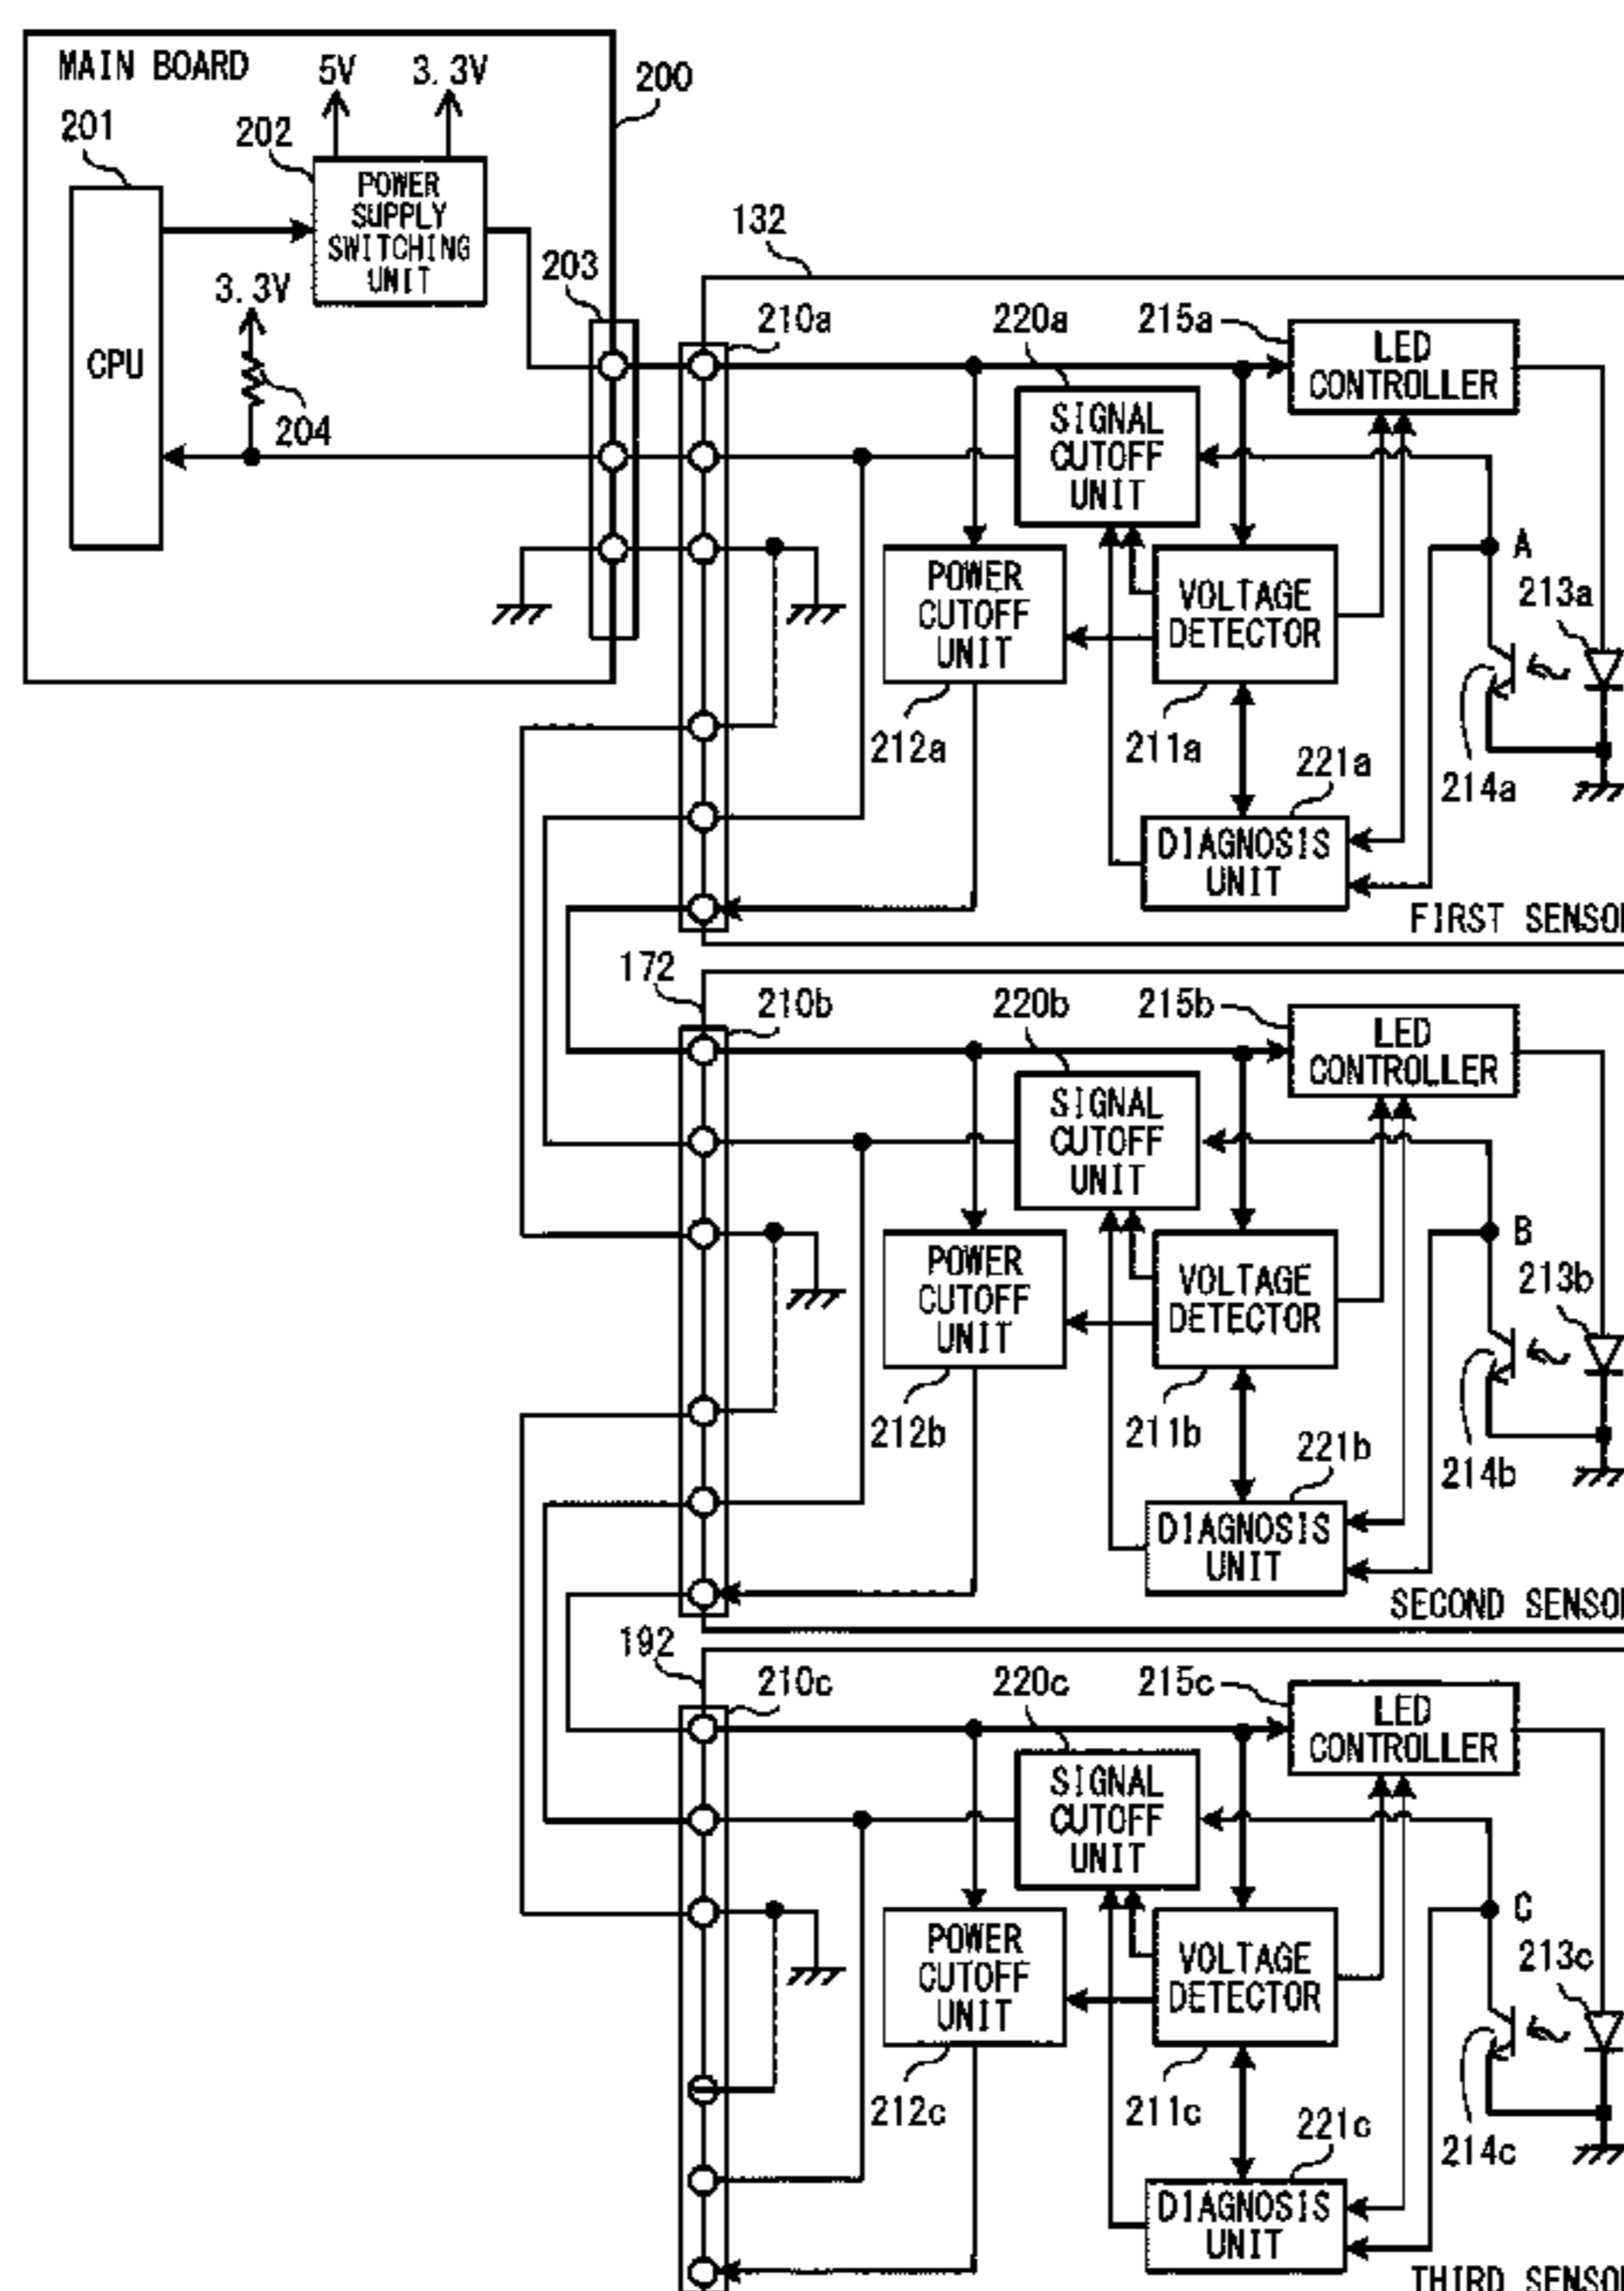 MAIN BOARD
5V
3.3V
200
201
202
POWER
SUPPLY
SWITCHING
UNIT
203
3.3V
CPU
204
132
210a
220a
215a
LED
CONTROLLER
SIGNAL
CUTOFF
UNIT
A
POWER
CUTOFF
UNIT
VOLTAGE
DETECTOR
213a
212a
211a
221a
214a
DIAGNOSIS
UNIT
FIRST SENSOR
172
210b
220b
215b
LED
CONTROLLER
SIGNAL
CUTOFF
UNIT
B
POWER
CUTOFF
UNIT
VOLTAGE
DETECTOR
213b
212b
211b
221b
214b
DIAGNOSIS
UNIT
SECOND SENSOR
192
210c
220c
215c
LED
CONTROLLER
SIGNAL
CUTOFF
UNIT
C
POWER
CUTOFF
UNIT
VOLTAGE
DETECTOR
213c
212c
211c
221c
214c
DIAGNOSIS
UNIT
THIRD SENSOR